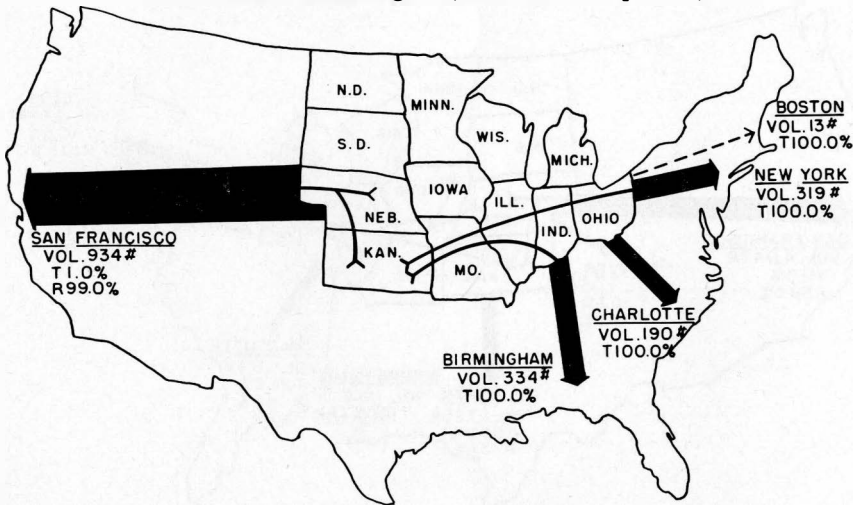 N.D.
MINN.
S.D.
WIS.
MICH.
BOSTON
VOL. 13#
T100.0%
NEW YORK
VOL. 319#
T100.0%
IOWA
NEB.
ILL.
IND.
OHIO
SAN FRANCISCO
VOL. 934#
T 1.0%
R99.0%
KAN.
MO.
CHARLOTTE
VOL. 190#
T100.0%
BIRMINGHAM
VOL. 334#
T100.0%